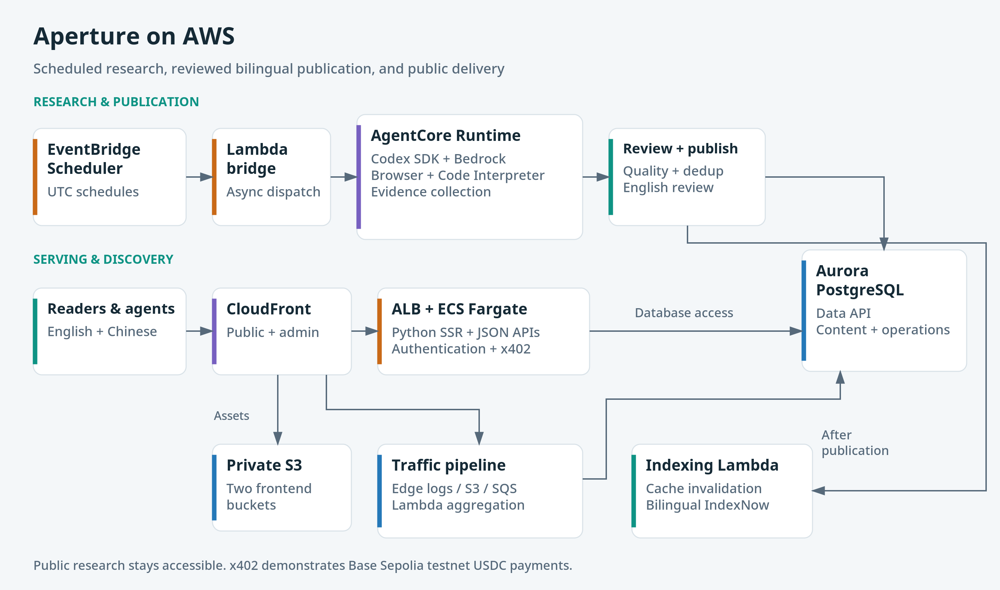 Aperture on AWS
Scheduled research, reviewed bilingual publication, and public delivery
RESEARCH & PUBLICATION
EventBridge
Scheduler
UTC schedules
Lambda
bridge
Async dispatch
AgentCore Runtime
Codex SDK + Bedrock
Browser + Code Interpreter
Evidence collection
Review + publish
Quality + dedup
English review
SERVING & DISCOVERY
Readers & agents
English + Chinese
CloudFront
Public + admin
ALB + ECS Fargate
Python SSR + JSON APIs
Authentication + x402
Database access
Aurora
PostgreSQL
Data API
Content + operations
Assets
After
publication
Private S3
Two frontend
buckets
Traffic pipeline
Edge logs / S3 / SQS
Lambda aggregation
Indexing Lambda
Cache invalidation
Bilingual IndexNow
Public research stays accessible. x402 demonstrates Base Sepolia testnet USDC payments.